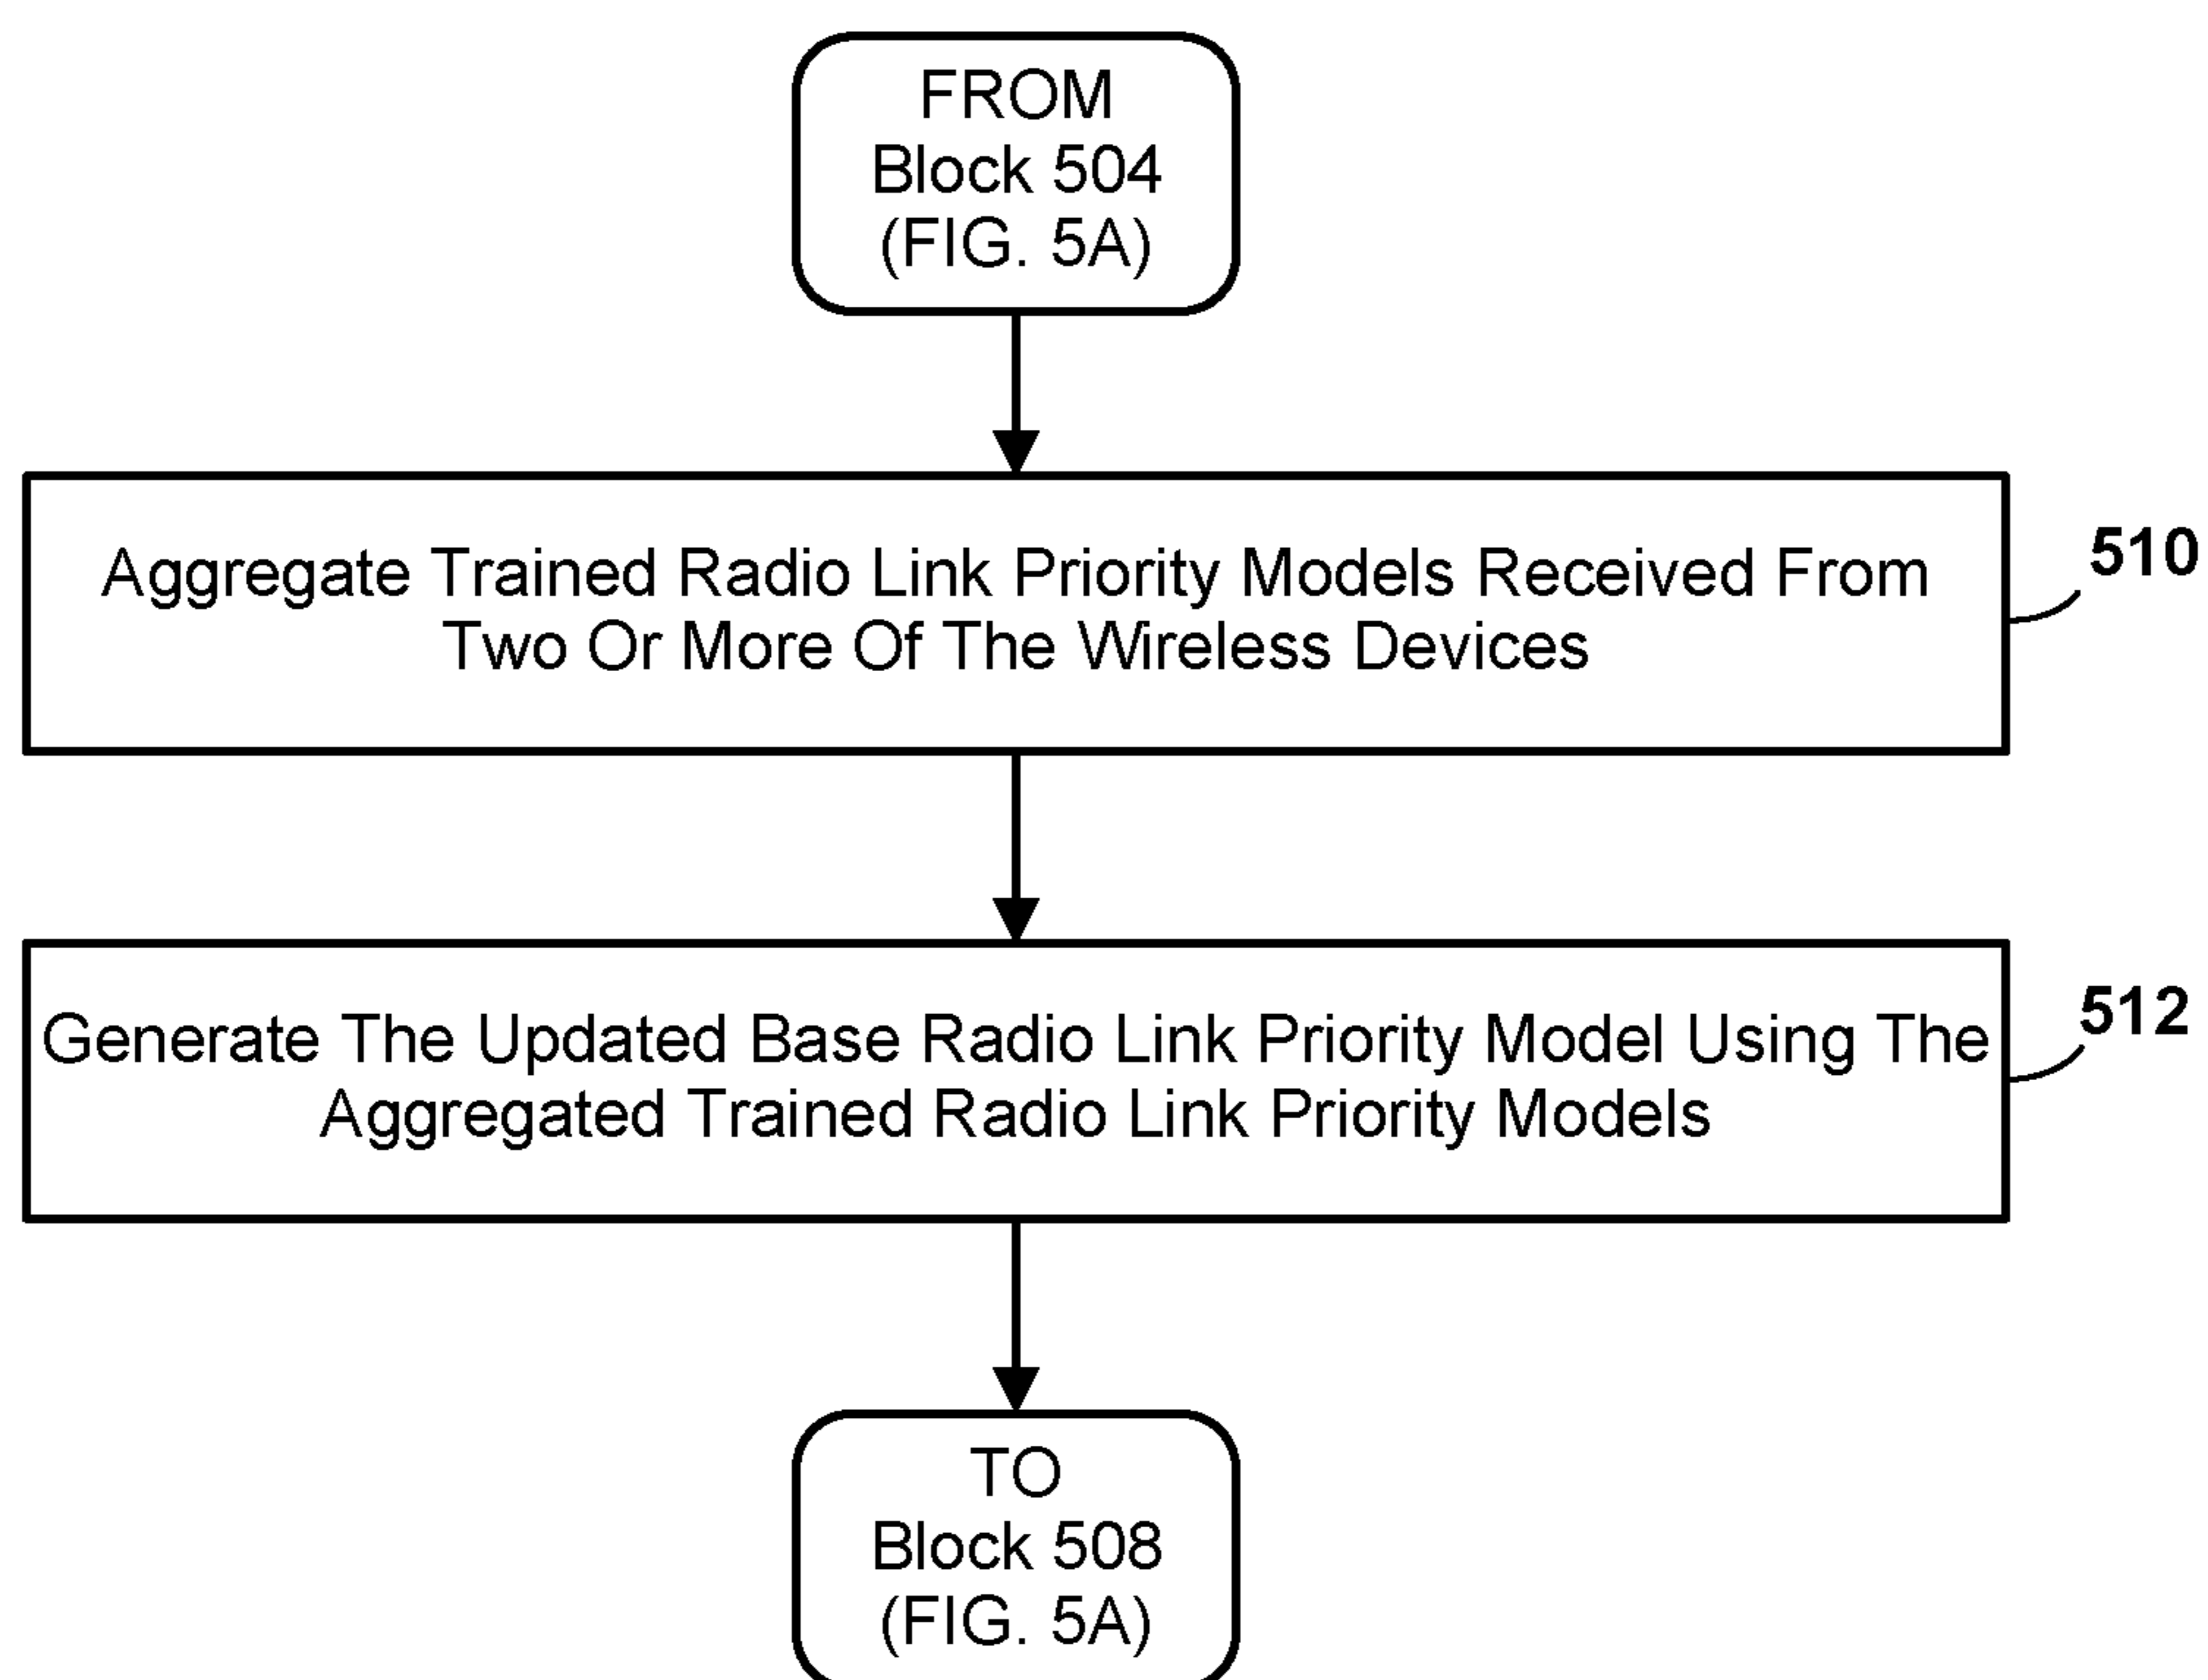 FROM
Block 504
(FIG. 5A)
Aggregate Trained Radio Link Priority Models Received From
Two Or More Of The Wireless Devices
510
Generate The Updated Base Radio Link Priority Model Using The
Aggregated Trained Radio Link Priority Models
512
TO
Block 508
(FIG. 5A)